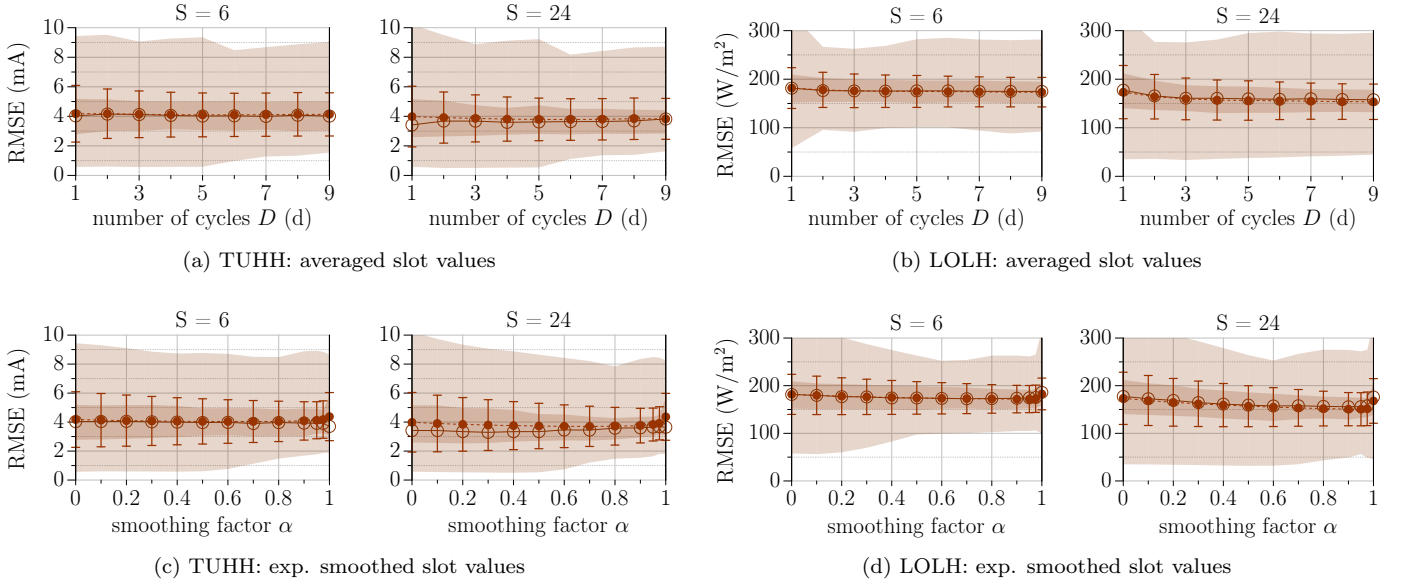 S = 6
S = 24
RMSE (mA)
10
8
6
4
2
0
1 3 5 7 9
1 3 5 7 9
number of cycles D (d)
number of cycles D (d)
(a) TUHH: averaged slot values
S = 6
S = 24
RMSE (W/m²)
300
200
100
0
1 3 5 7 9
1 3 5 7 9
number of cycles D (d)
number of cycles D (d)
(b) LOLH: averaged slot values
S = 6
S = 24
RMSE (mA)
10
8
6
4
2
0
0 0.2 0.4 0.6 0.8 1
0 0.2 0.4 0.6 0.8 1
smoothing factor α
smoothing factor α
(c) TUHH: exp. smoothed slot values
S = 6
S = 24
RMSE (W/m²)
300
200
100
0
0 0.2 0.4 0.6 0.8 1
0 0.2 0.4 0.6 0.8 1
smoothing factor α
smoothing factor α
(d) LOLH: exp. smoothed slot values
10
8
6
4
2
0
300
200
100
0
10
8
6
4
2
0
300
200
100
0